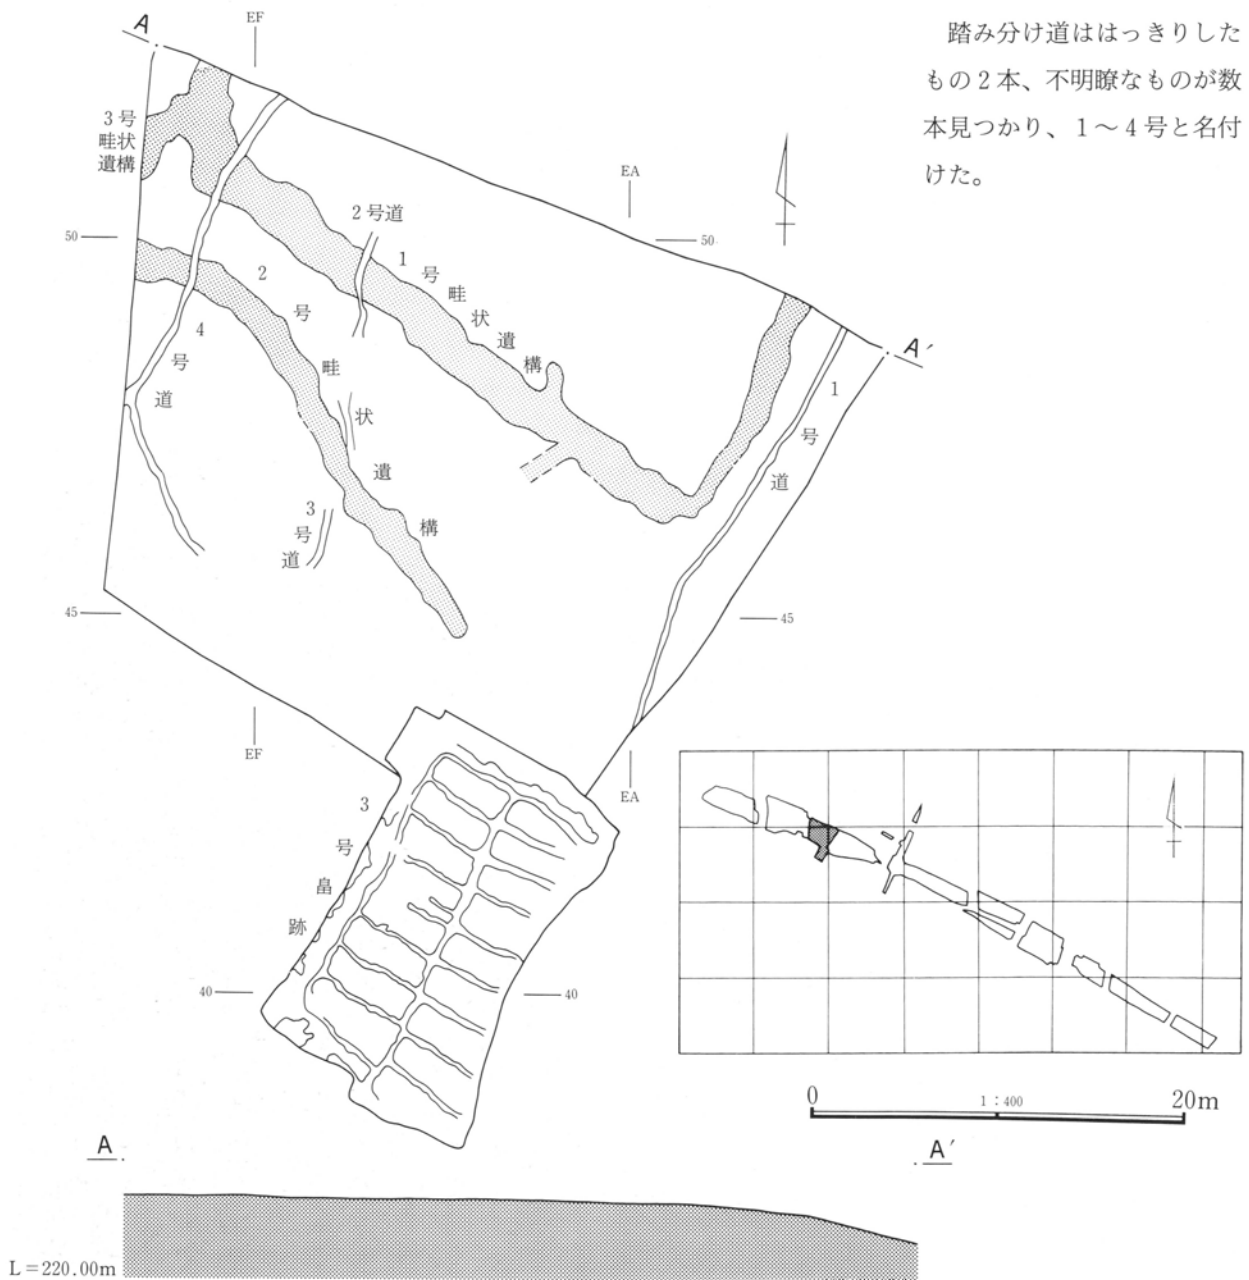 踏み分け道ははっきりした
もの2本、不明瞭なものが数
本見つかり、1～4号と名付
けた。
A
EF
3号
畦状
遺構
EA
50
2号道
50
1号畦状遺構
2号畦状遺構
A′
4号道
1号道
3号道
45
45
EF
EA
3号畠跡
40
40
0 1：400 20m
A
A′
L＝220.00m